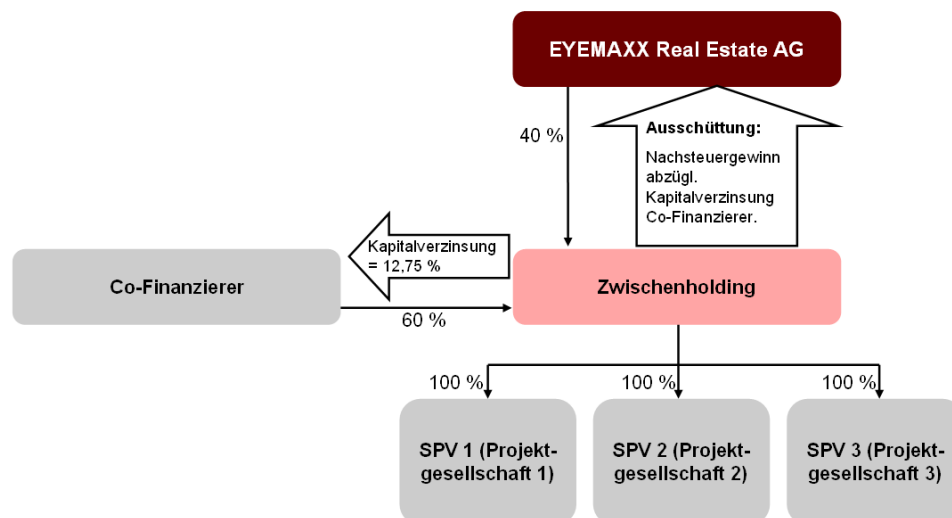 EYEMAXX Real Estate AG
40 %
Ausschüttung:
Nachsteuergewinn
abzügl.
Kapitalverzinsung
Co-Finanzierer.
Kapitalverzinsung
= 12,75 %
Co-Finanzierer
Zwischenholding
60 %
100 %
100 %
100 %
SPV 1 (Projekt-
gesellschaft 1)
SPV 2 (Projekt-
gesellschaft 2)
SPV 3 (Projekt-
gesellschaft 3)